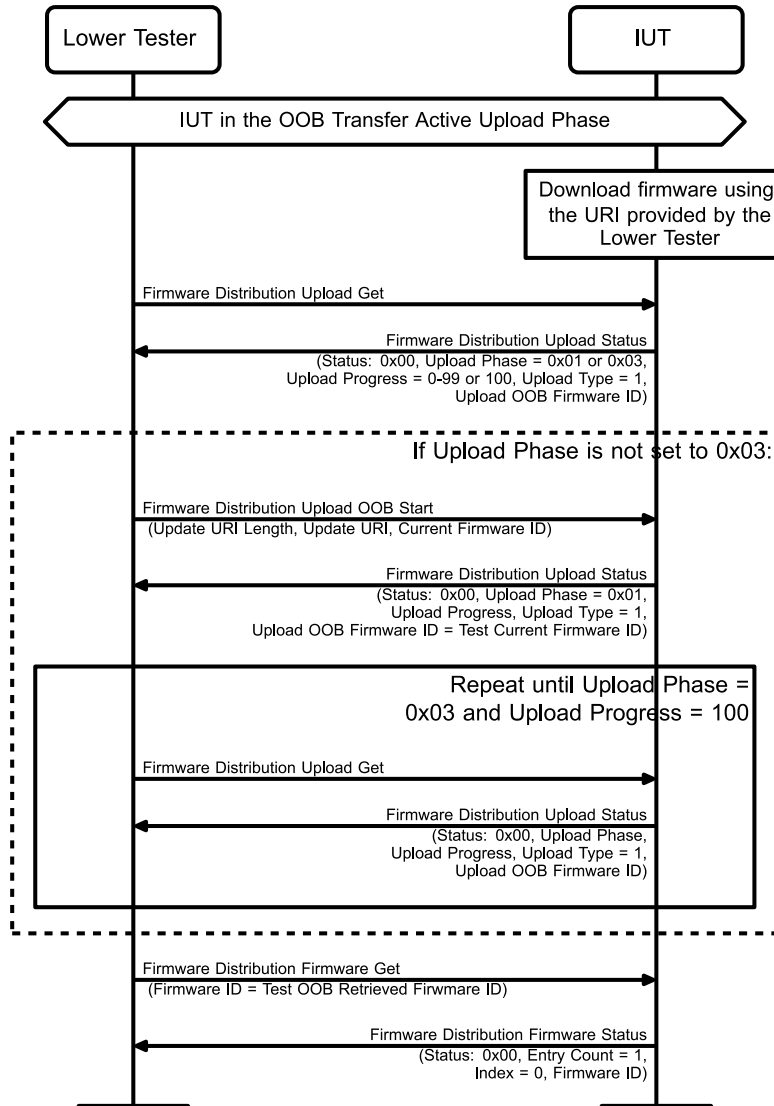 Lower Tester
IUT
IUT in the OOB Transfer Active Upload Phase
Download firmware using
the URI provided by the
Lower Tester
Firmware Distribution Upload Get
Firmware Distribution Upload Status
(Status: 0x00, Upload Phase = 0x01 or 0x03,
Upload Progress = 0-99 or 100, Upload Type = 1,
Upload OOB Firmware ID)
If Upload Phase is not set to 0x03:
Firmware Distribution Upload OOB Start
(Update URI Length, Update URI, Current Firmware ID)
Firmware Distribution Upload Status
(Status: 0x00, Upload Phase = 0x01,
Upload Progress, Upload Type = 1,
Upload OOB Firmware ID = Test Current Firmware ID)
Repeat until Upload Phase =
0x03 and Upload Progress = 100
Firmware Distribution Upload Get
Firmware Distribution Upload Status
(Status: 0x00, Upload Phase,
Upload Progress, Upload Type = 1,
Upload OOB Firmware ID)
Firmware Distribution Firmware Get
(Firmware ID = Test OOB Retrieved Firwmare ID)
Firmware Distribution Firmware Status
(Status: 0x00, Entry Count = 1,
Index = 0, Firmware ID)